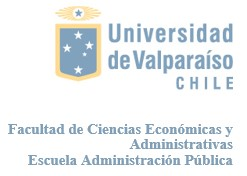 Universidad
de Valparaíso
CHILE
Facultad de Ciencias Económicas y
Administrativas
Escuela Administración Pública